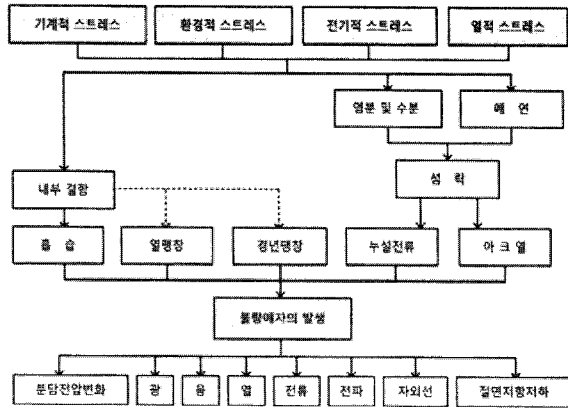 기계적 스트레스
환경적 스트레스
전기적 스트레스
열적 스트레스
염분 및 수분
매 연
내부 결함
섬 락
흡 습
열팽창
경년팽창
누설전류
아 크 열
불량애자의 발생
분담전압변화
광
음
열
전류
전파
자외선
절연저항저하